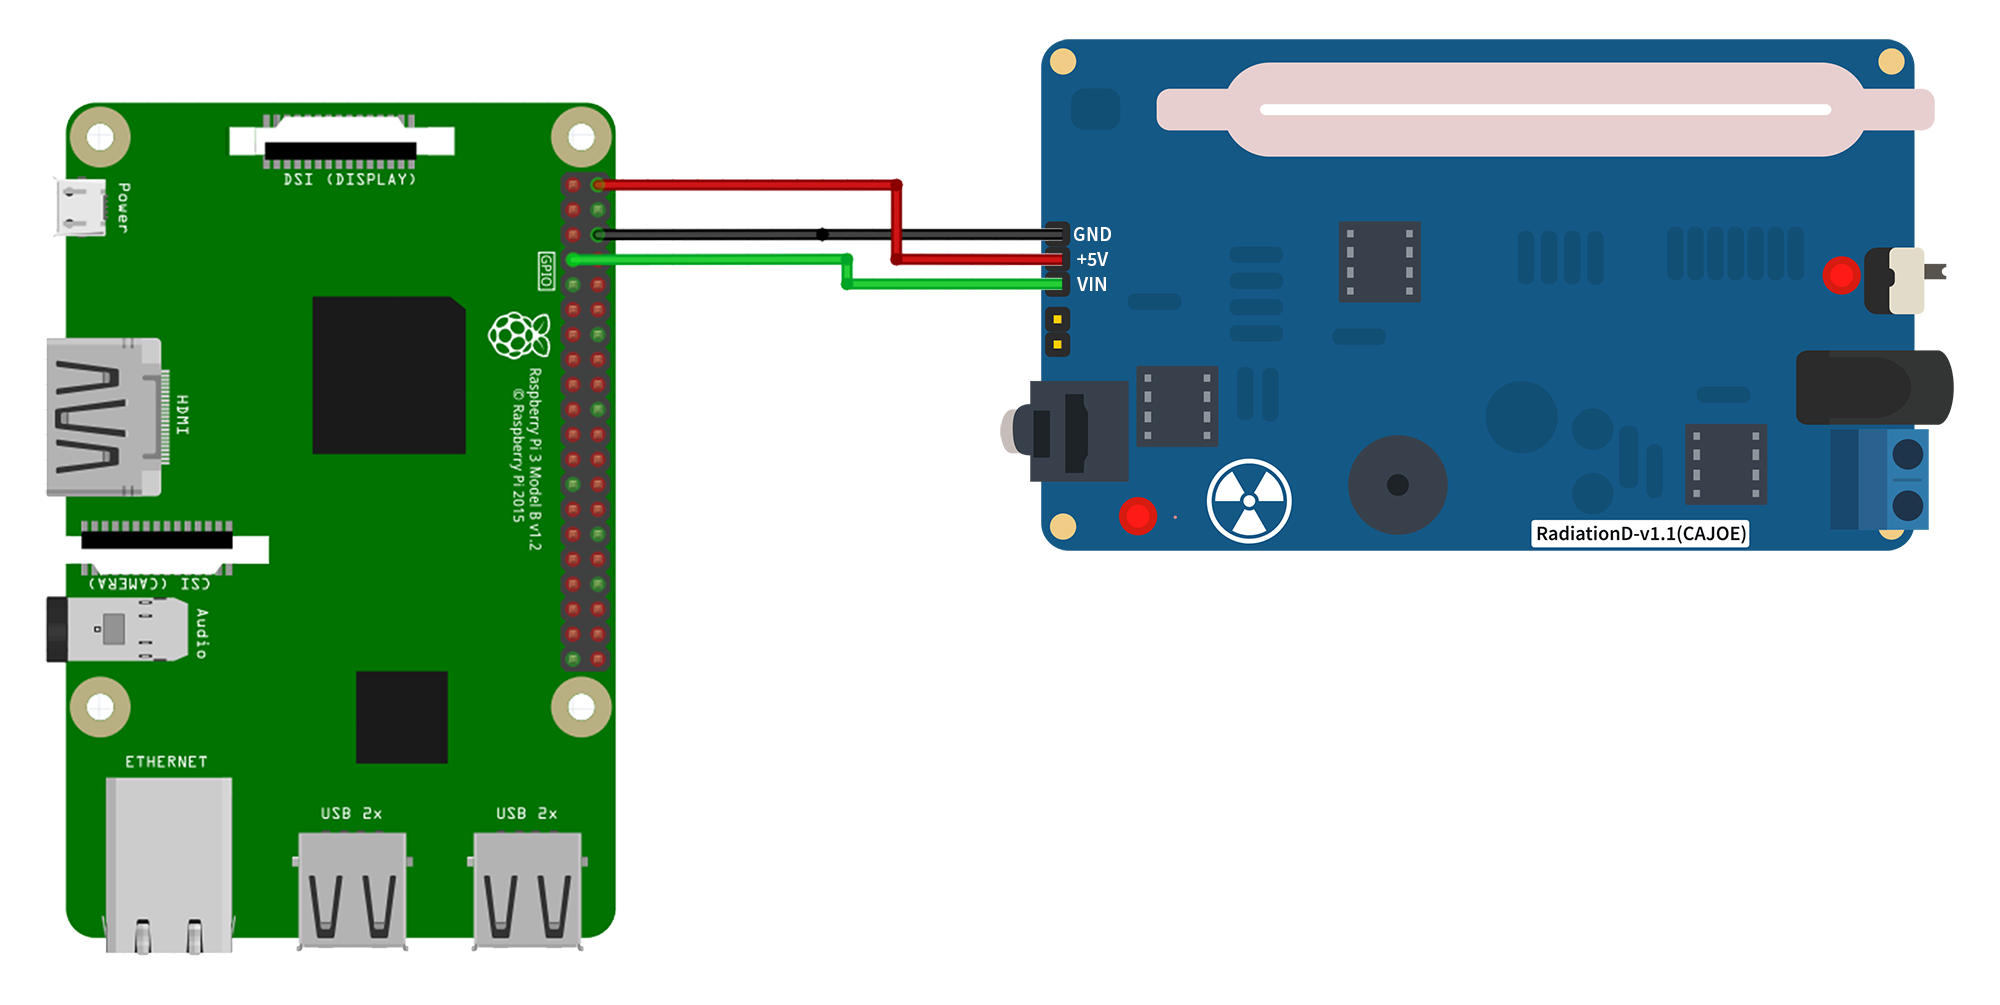 DSI (DISPLAY)
Power
GPIO
HDMI
Raspberry Pi 3 Model B v1.2
© Raspberry Pi 2015
CSI (CAMERA)
Audio
ETHERNET
USB 2x
USB 2x
GND
+5V
VIN
RadiationD-v1.1(CAJOE)